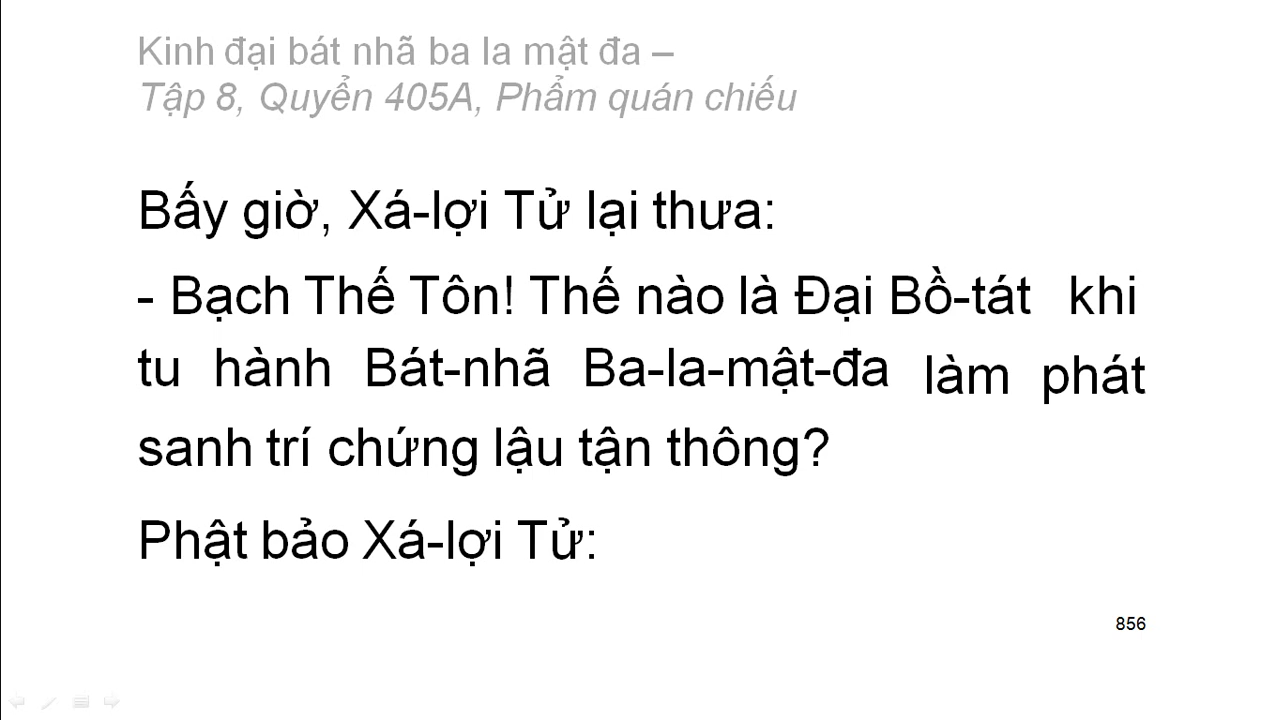 Kinh đại bát nhã ba la mật đa –
Tập 8, Quyển 405A, Phẩm quán chiếu
Bấy giờ, Xá-lợi Tử lại thưa:
- Bạch Thế Tôn! Thế nào là Đại Bồ-tát khi
tu hành Bát-nhã Ba-la-mật-đa làm phát
sanh trí chứng lậu tận thông?
Phật bảo Xá-lợi Tử:
856